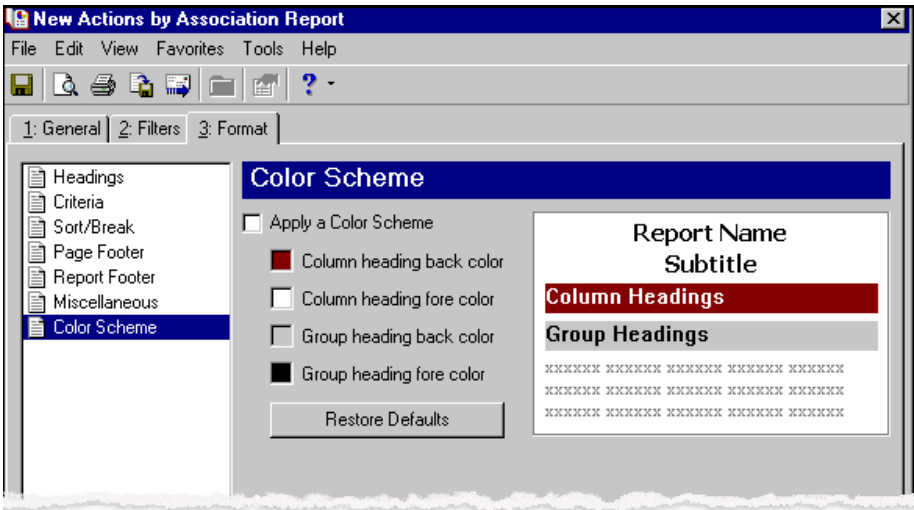 New Actions by Association Report
File Edit View Favorites Tools Help
1: General 2: Filters 3: Format
Headings
Criteria
Sort/Break
Page Footer
Report Footer
Miscellaneous
Color Scheme
Color Scheme
Apply a Color Scheme
Column heading back color
Column heading fore color
Group heading back color
Group heading fore color
Restore Defaults
Report Name
Subtitle
Column Headings
Group Headings
xxxxxx xxxxxx xxxxxx xxxxxx xxxxxx
xxxxxx xxxxxx xxxxxx xxxxxx xxxxxx
xxxxxx xxxxxx xxxxxx xxxxxx xxxxxx